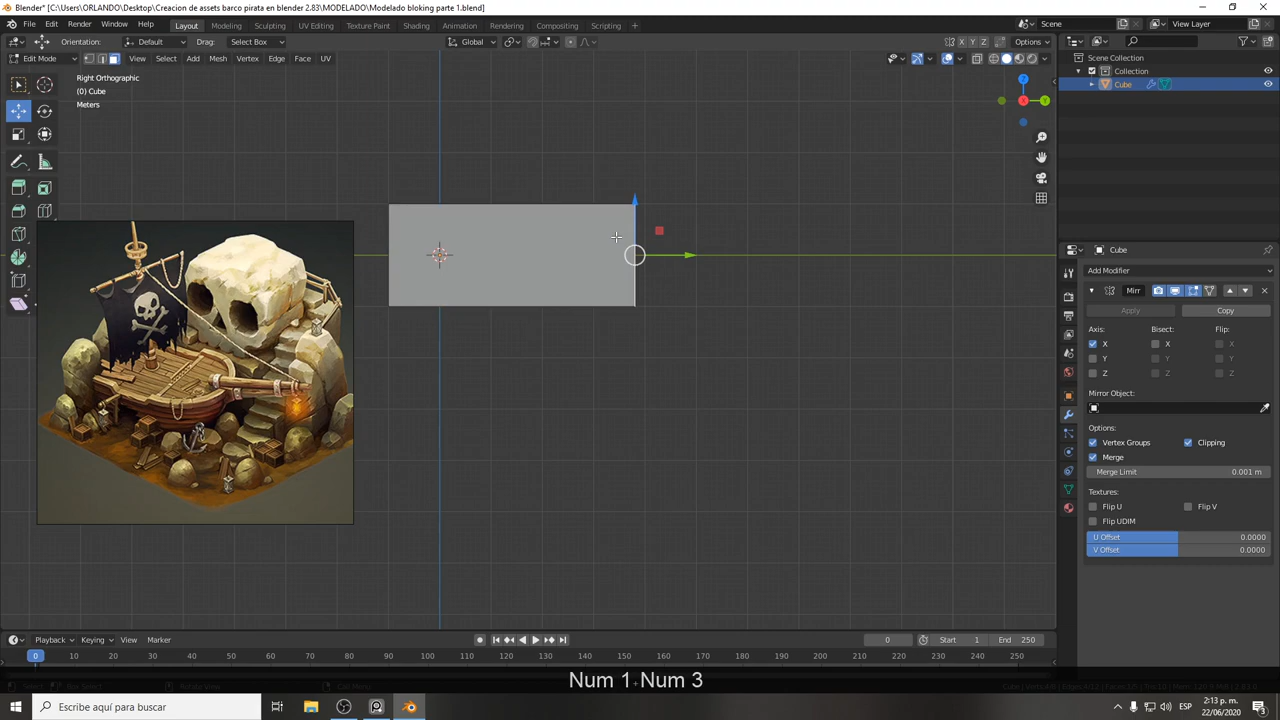 Blender* [C:\Users\ORLANDO\Desktop\Creacion de assets barco pirata en blender 2.83\MODELADO\Modelado bloking parte 1.blend]
File Edit Render Window Help Layout Modeling Sculpting UV Editing Texture Paint Shading Animation Rendering Compositing Scripting + Scene View Layer
Orientation: Default Drag: Select Box Global X Y Z Options
Edit Mode View Select Add Mesh Vertex Edge Face UV
Right Orthographic
(0) Cube
Meters
Scene Collection
Collection
Cube
Z
X
Y
Cube
Add Modifier
Mirr
Apply Copy
Axis: Bisect: Flip:
X X X
Y Y Y
Z Z Z
Mirror Object:
Options:
Vertex Groups Clipping
Merge
Merge Limit 0.001 m
Textures:
Flip U Flip V
Flip UDIM
U Offset 0.0000
V Offset 0.0000
Playback Keying View Marker 0 Start 1 End 250
0 10 20 30 40 50 60 70 80 90 100 110 120 130 140 150 160 170 180 190 200 210 220 230 240 250
Num 1 + Num 3
Escribe aquí para buscar
ESP
2:13 p. m.
22/06/2020
3